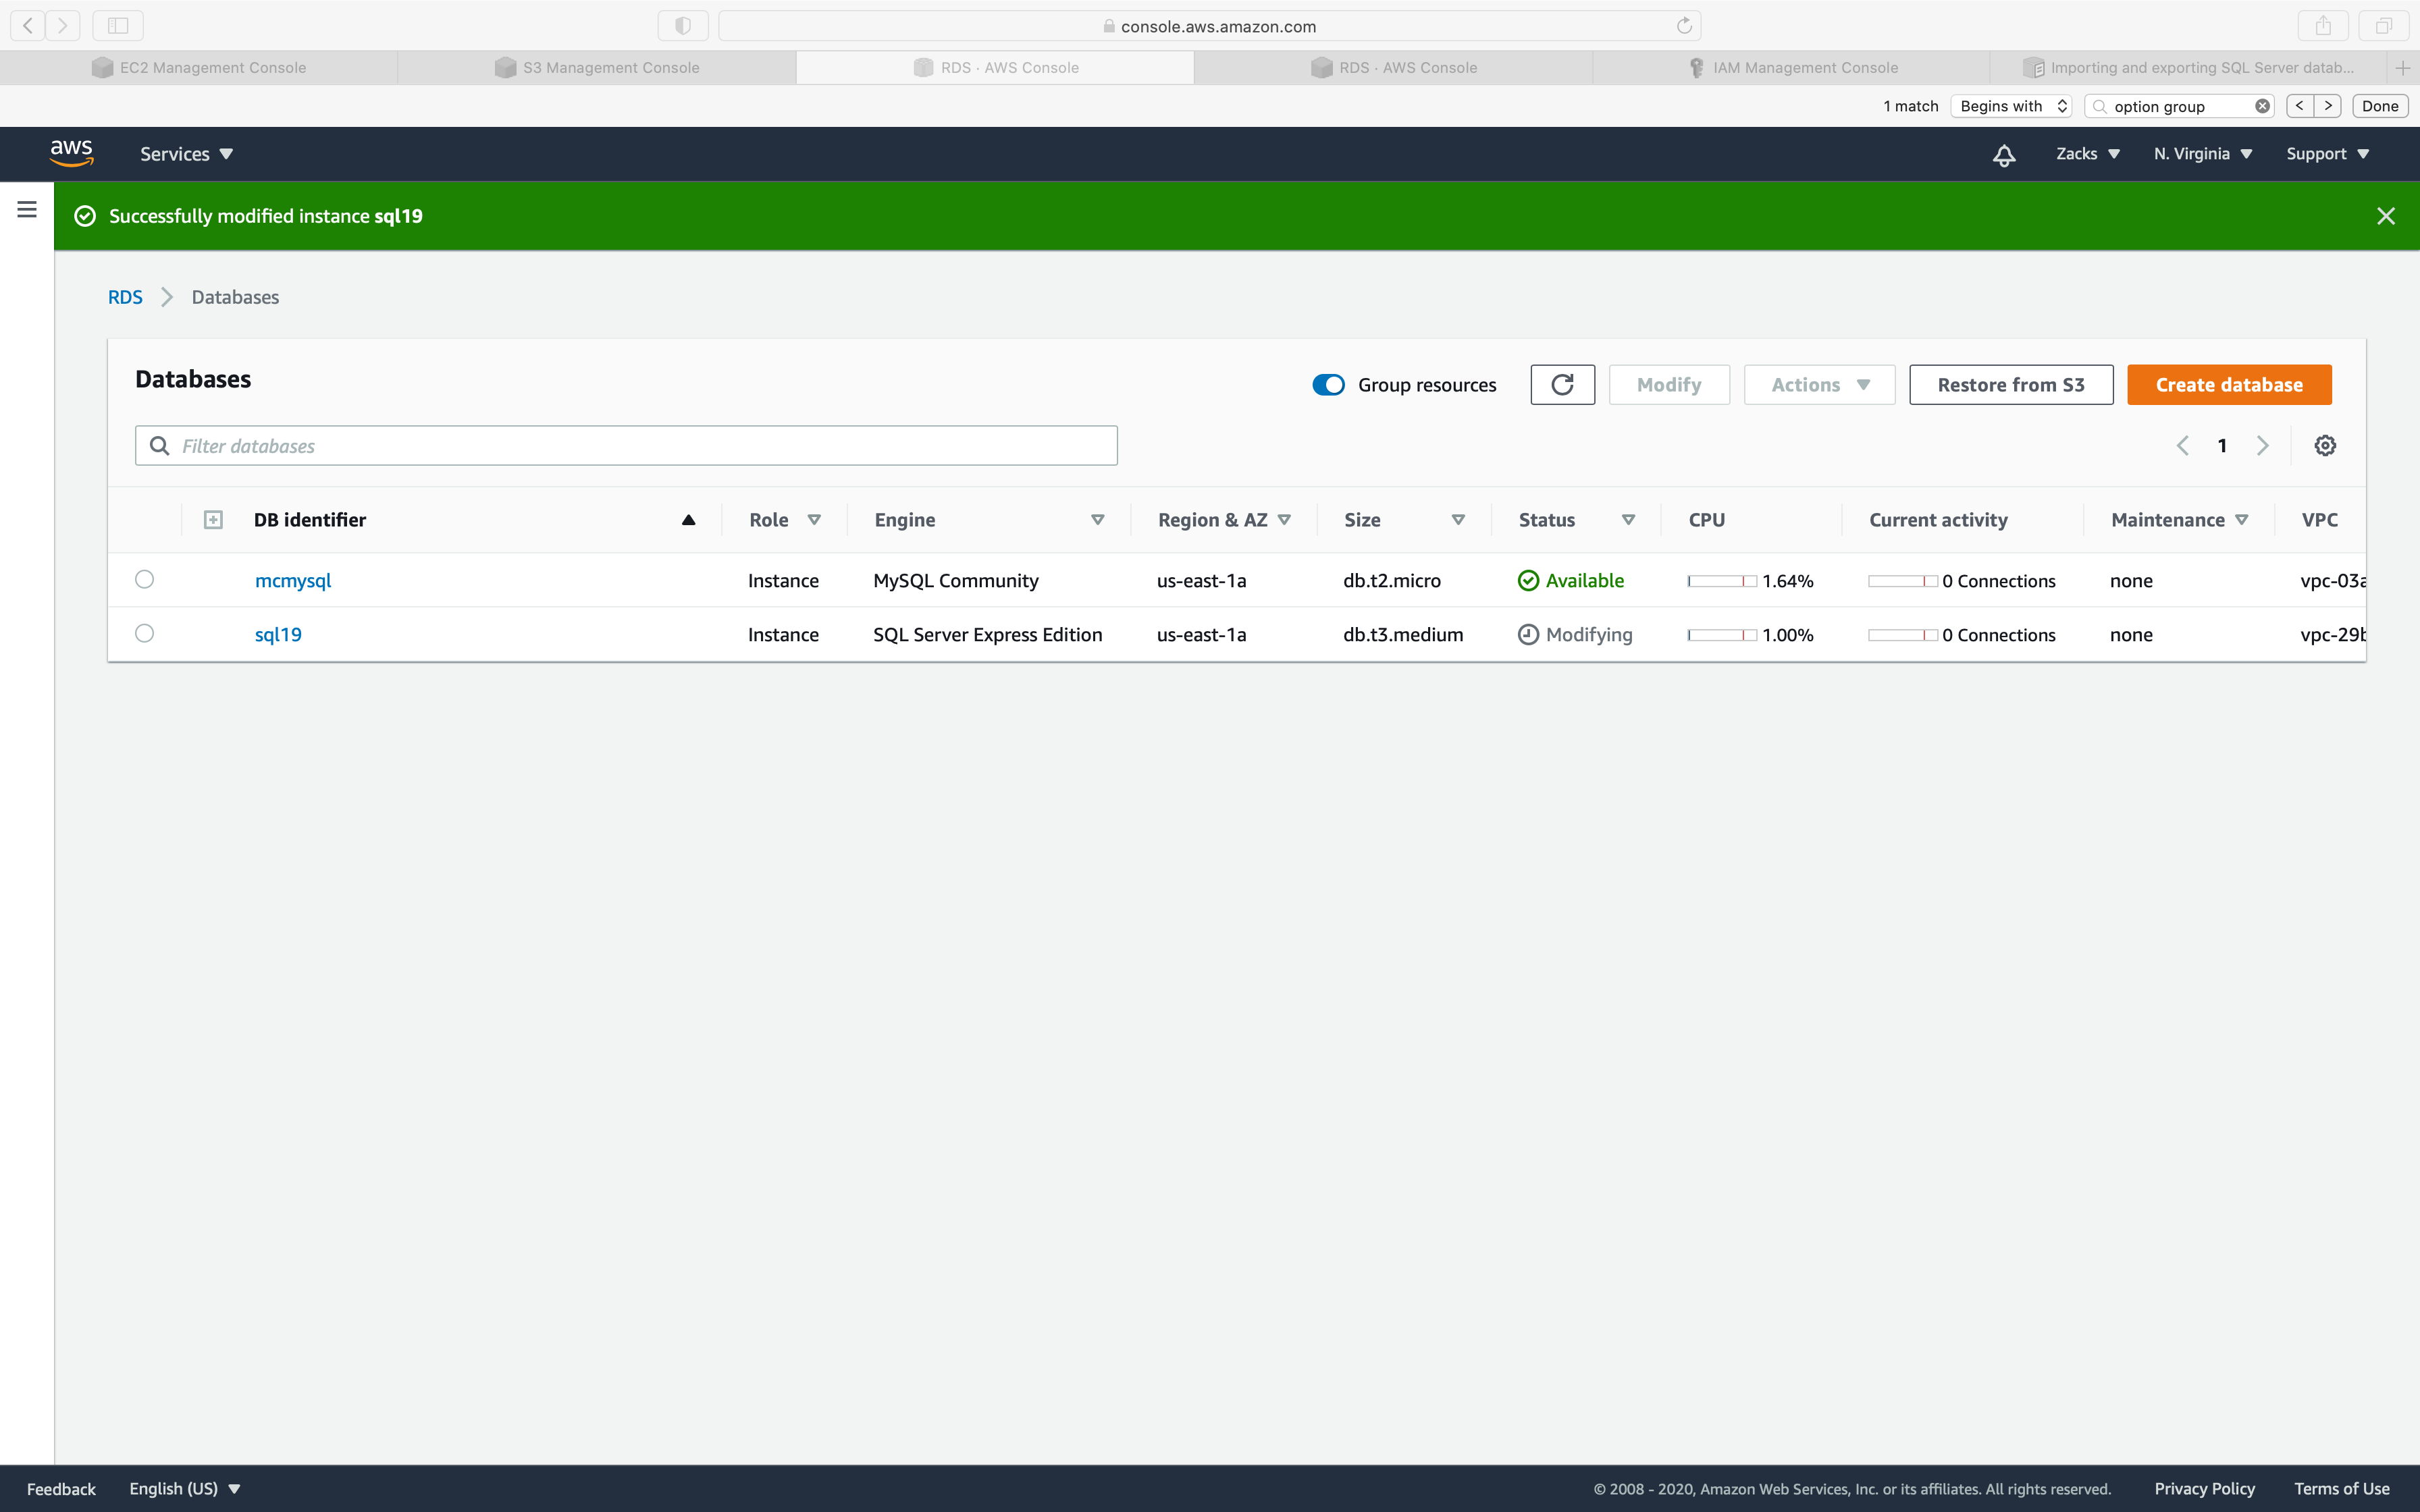 console.aws.amazon.com
EC2 Management Console
S3 Management Console
RDS · AWS Console
RDS · AWS Console
IAM Management Console
Importing and exporting SQL Server datab...
1 match
Begins with
option group
Done
aws
Services
Zacks
N. Virginia
Support
Successfully modified instance sql19
RDS
Databases
Databases
Group resources
Modify
Actions
Restore from S3
Create database
Filter databases
1
DB identifier Role Engine Region & AZ Size Status CPU Current activity Maintenance VPC
mcmysql Instance MySQL Community us-east-1a db.t2.micro Available 1.64% 0 Connections none vpc-03a
sql19 Instance SQL Server Express Edition us-east-1a db.t3.medium Modifying 1.00% 0 Connections none vpc-29b
Feedback
English (US)
© 2008 - 2020, Amazon Web Services, Inc. or its affiliates. All rights reserved.
Privacy Policy
Terms of Use